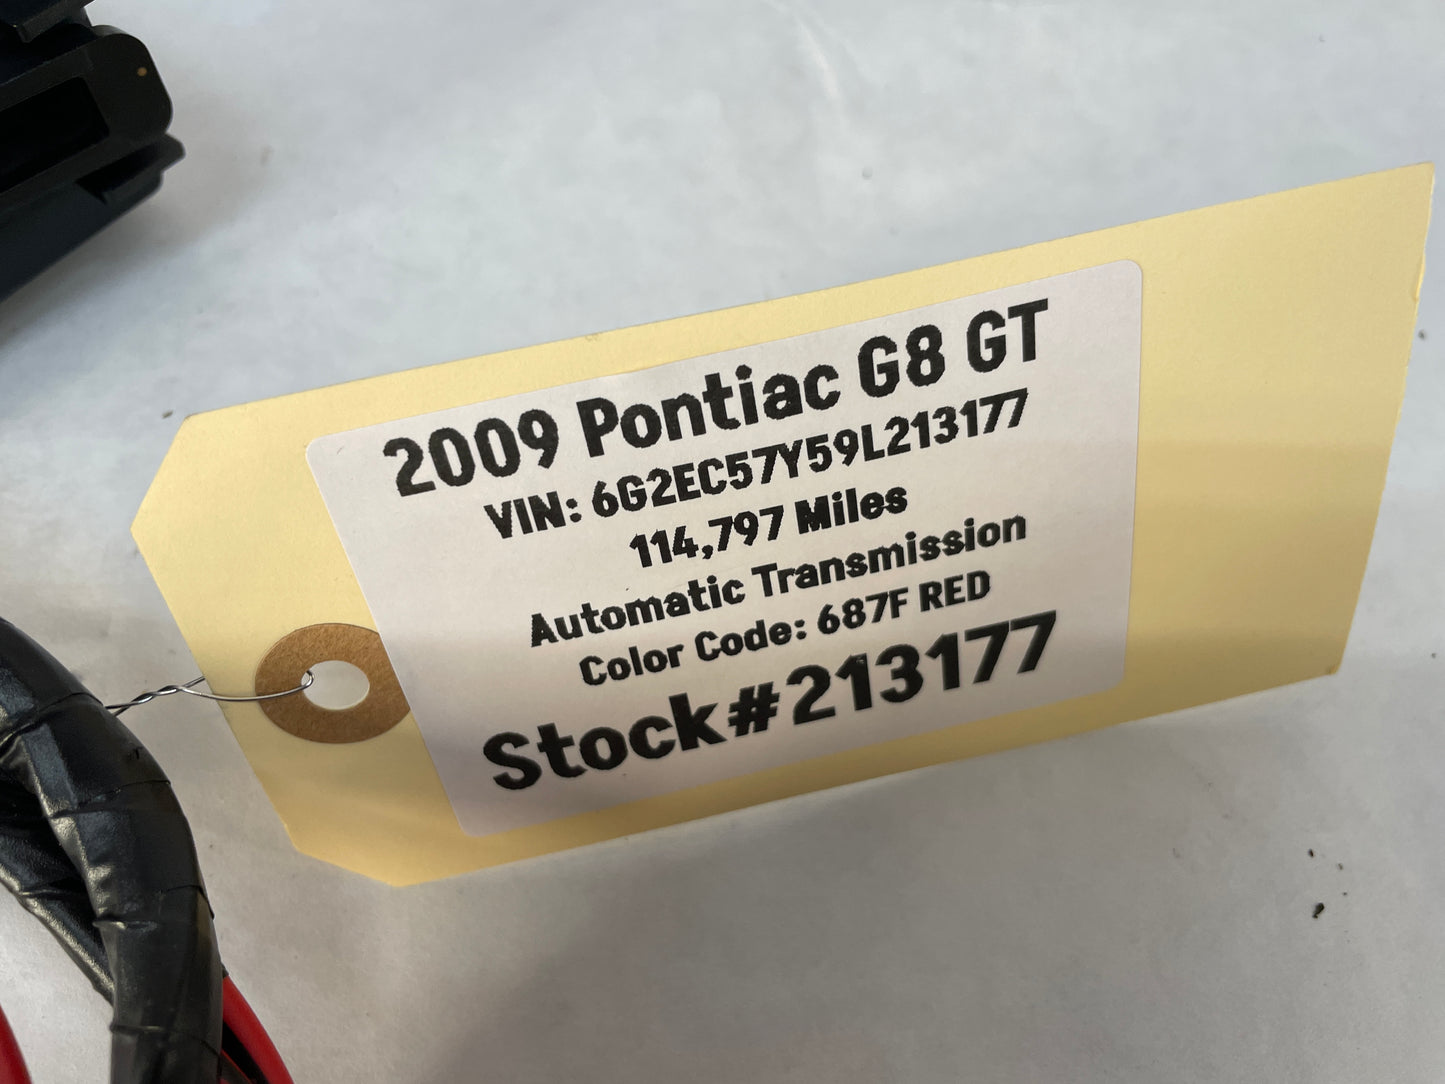 2009 Pontiac G8 GT
VIN: 6G2EC57Y59L213177
114,797 Miles
Automatic Transmission
Color Code: 687F RED
Stock#213177